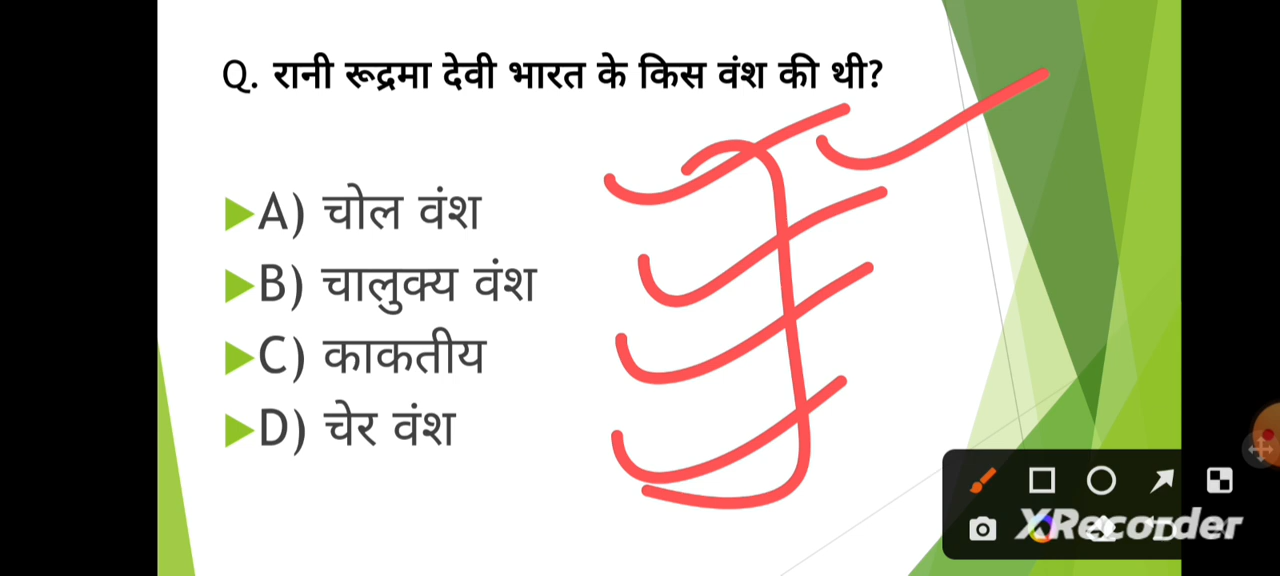 Q. रानी रूद्रमा देवी भारत के किस वंश की थी?
A) चोल वंश
B) चालुक्य वंश
C) काकतीय
D) चेर वंश
XRecorder